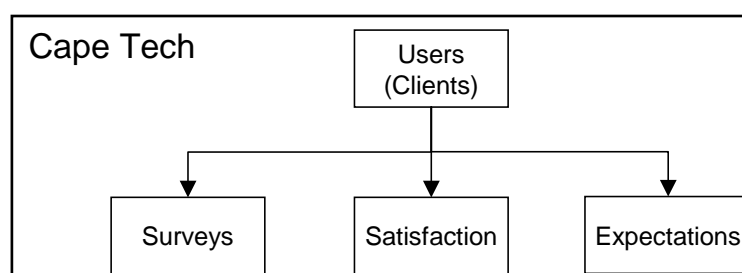 Cape Tech
Users
(Clients)
Surveys
Satisfaction
Expectations